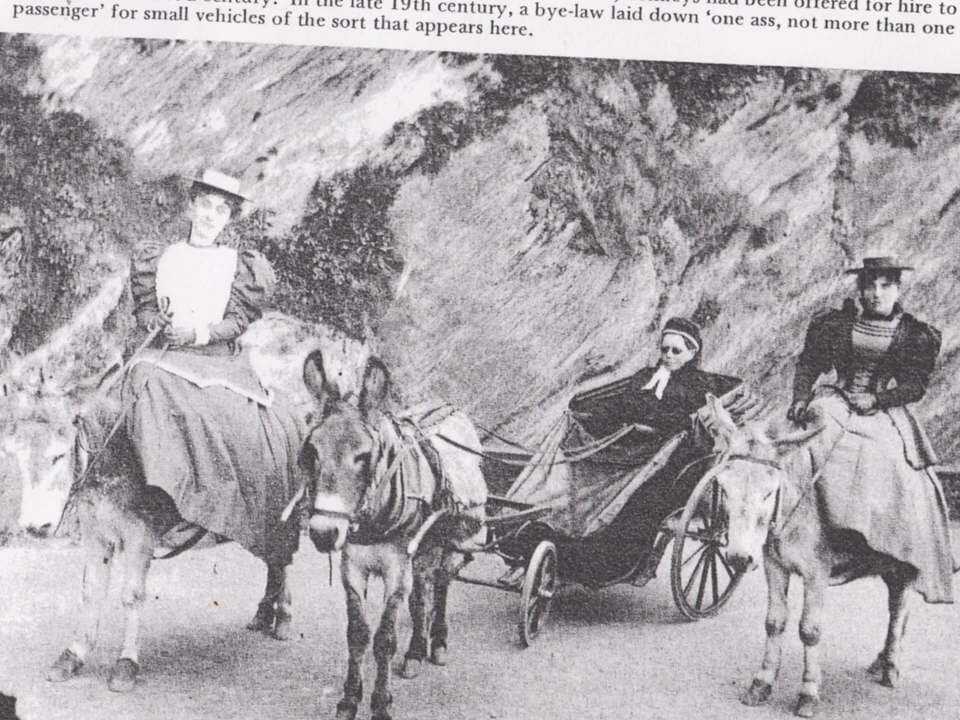 century. In the late 19th century, a bye-law laid down ‘one ass, not more than one
had been offered for hire to
passenger’ for small vehicles of the sort that appears here.